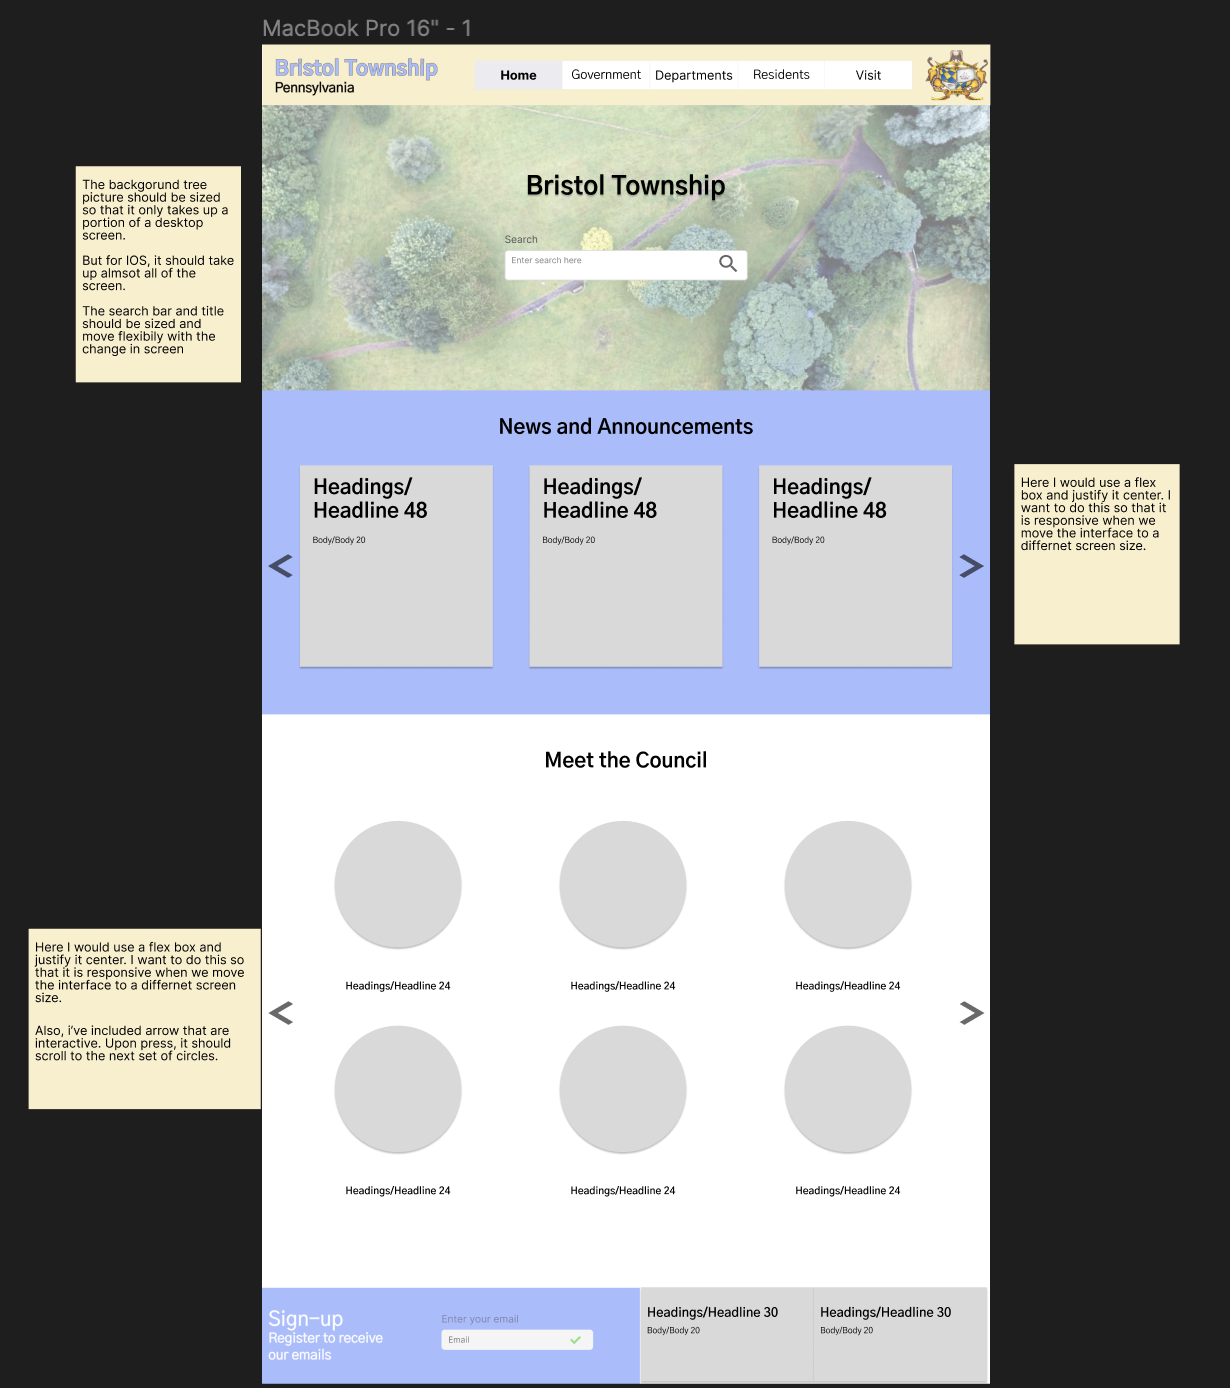 MacBook Pro 16" - 1
Bristol Township
Pennsylvania
Home
Government
Departments
Residents
Visit
The backgorund tree
picture should be sized
so that it only takes up a
portion of a desktop
screen.
But for IOS, it should take
up almsot all of the
screen.
The search bar and title
should be sized and
move flexibily with the
change in screen
Bristol Township
Search
Enter search here
News and Announcements
<
Headings/
Headline 48
Body/Body 20
Headings/
Headline 48
Body/Body 20
Headings/
Headline 48
Body/Body 20
>
Here I would use a flex
box and justify it center. I
want to do this so that it
is responsive when we
move the interface to a
differnet screen size.
Meet the Council
Headings/Headline 24
Headings/Headline 24
Headings/Headline 24
<
>
Headings/Headline 24
Headings/Headline 24
Headings/Headline 24
Here I would use a flex box and
justify it center. I want to do this so
that it is responsive when we move
the interface to a differnet screen
size.
Also, i've included arrow that are
interactive. Upon press, it should
scroll to the next set of circles.
Sign-up
Register to receive
our emails
Enter your email
Email
Headings/Headline 30
Body/Body 20
Headings/Headline 30
Body/Body 20